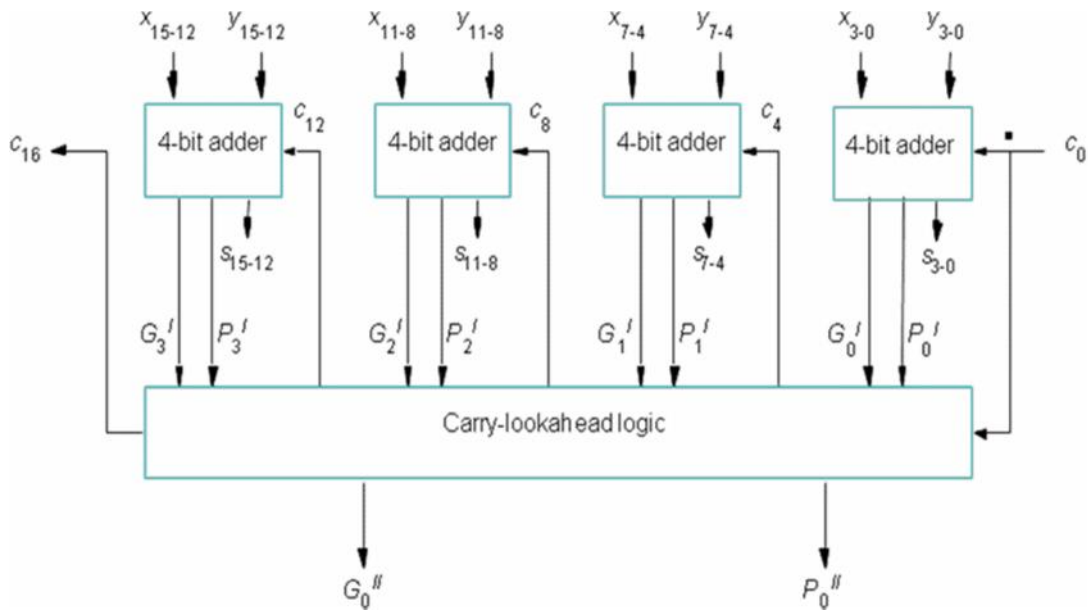 x15-12 y15-12 x11-8 y11-8 x7-4 y7-4 x3-0 y3-0
c12 c8 c4
c16 4-bit adder 4-bit adder 4-bit adder 4-bit adder c0
s15-12 s11-8 s7-4 s3-0
G3I P3I G2I P2I G1I P1I G0I P0I
Carry-lookahead logic
G0II P0II